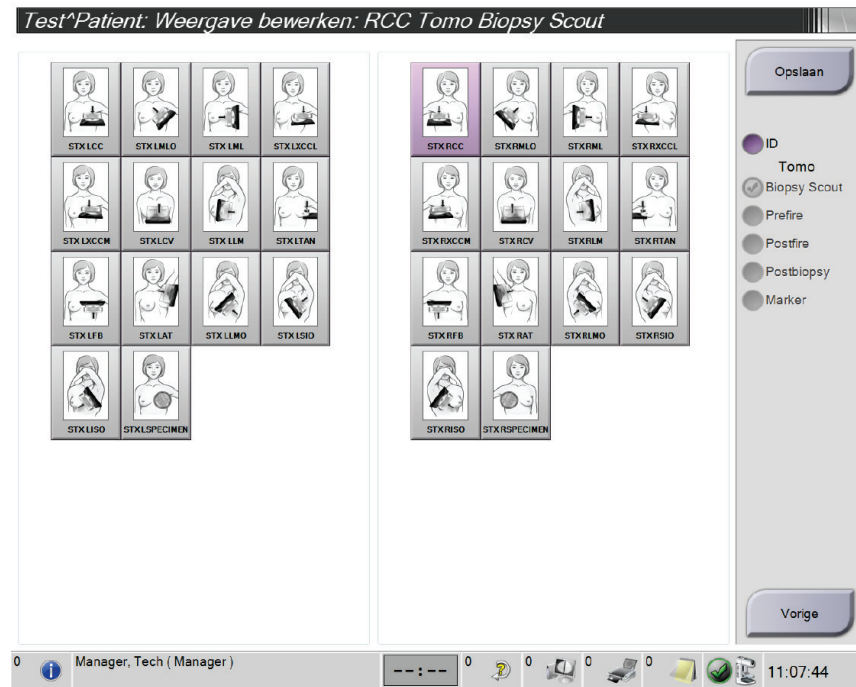 Test^Patient: Weergave bewerken: RCC Tomo Biopsy Scout
STX LCC STX LMLO STX LML STX LXCCL
STX LXCCM STX LCV STX LLM STX LTAN
STX LFB STX LAT STX LLMO STX LSIO
STX LISO STX LSPECIMEN
STX RCC STX RMLO STX RML STX RXCCL
STX RXCCM STX RCV STX RLM STX RTAN
STX RFB STX RAT STX RLMO STX RSIO
STX RISO STX RSPECIMEN
Opslaan
ID
Tomo
Biopsy Scout
Prefire
Postfire
Postbiopsy
Marker
Vorige
0 Manager, Tech ( Manager ) --:-- 0 0 0 0 11:07:44